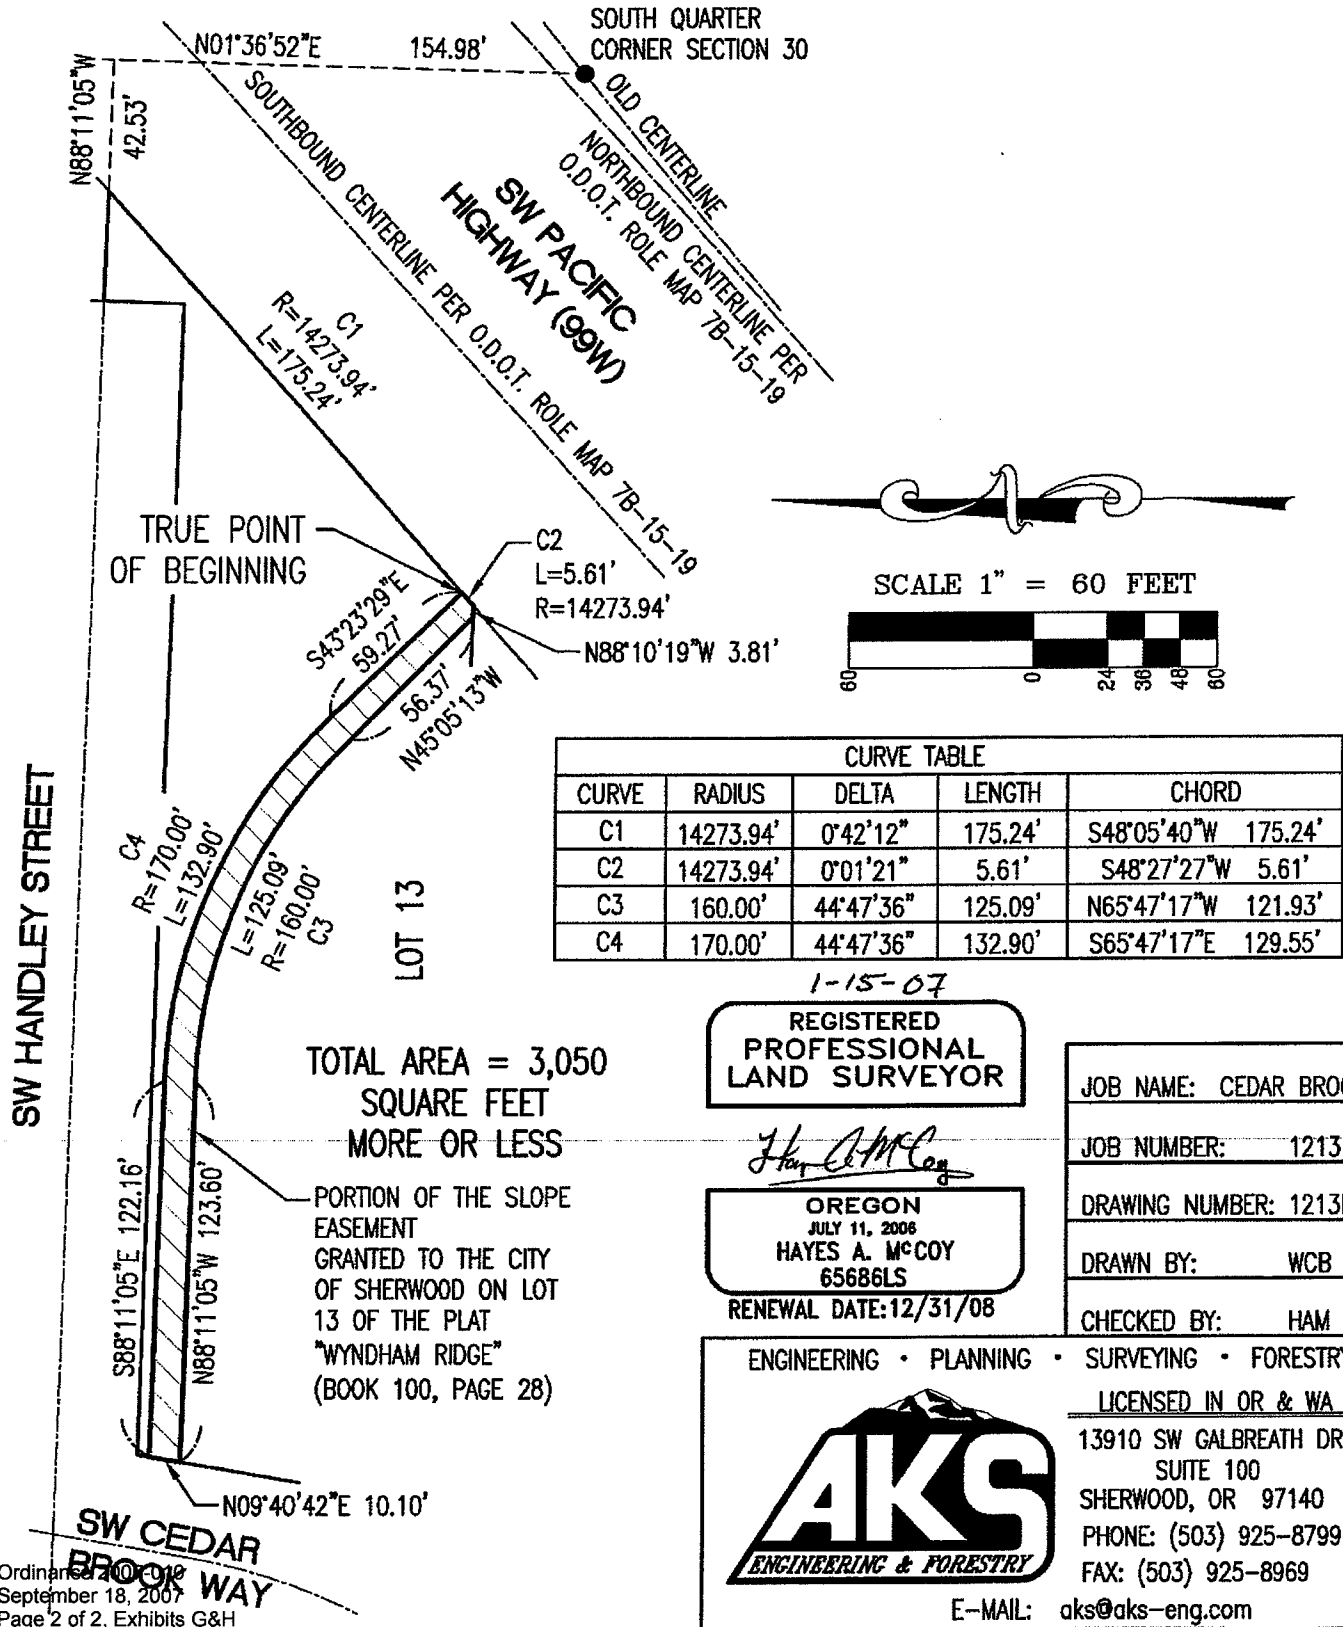 SOUTH QUARTER
CORNER SECTION 30
N01°36'52"E 154.98'
N88°11'05"W
42.53'
OLD CENTERLINE
NORTHBOUND CENTERLINE PER
O.D.O.T. ROLE MAP 7B-15-19
SW PACIFIC
HIGHWAY (99W)
SOUTHBOUND CENTERLINE PER O.D.O.T. ROLE MAP 7B-15-19
C1
R=14273.94'
L=175.24'
TRUE POINT
OF BEGINNING
C2
L=5.61'
R=14273.94'
N88°10'19"W 3.81'
S43°23'29"E
59.27'
56.37'
N45°05'13"W
SCALE 1" = 60 FEET
60 0 24 36 48 60
CURVE TABLE
CURVE RADIUS DELTA LENGTH CHORD
C1 14273.94' 0°42'12" 175.24' S48°05'40"W 175.24'
C2 14273.94' 0°01'21" 5.61' S48°27'27"W 5.61'
C3 160.00' 44°47'36" 125.09' N65°47'17"W 121.93'
C4 170.00' 44°47'36" 132.90' S65°47'17"E 129.55'
SW HANDLEY STREET
C4
R=170.00'
L=132.90'
L=125.09'
R=160.00'
C3
LOT 13
TOTAL AREA = 3,050
SQUARE FEET
MORE OR LESS
PORTION OF THE SLOPE
EASEMENT
GRANTED TO THE CITY
OF SHERWOOD ON LOT
13 OF THE PLAT
"WYNDHAM RIDGE"
(BOOK 100, PAGE 28)
S88°11'05"E 122.16'
N88°11'05"W 123.60'
N09°40'42"E 10.10'
SW CEDAR
BROOK WAY
1-15-07
REGISTERED
PROFESSIONAL
LAND SURVEYOR
OREGON
JULY 11, 2006
HAYES A. McCOY
65686LS
RENEWAL DATE: 12/31/08
JOB NAME: CEDAR BROO
JOB NUMBER: 1213
DRAWING NUMBER: 1213
DRAWN BY: WCB
CHECKED BY: HAM
ENGINEERING • PLANNING • SURVEYING • FORESTRY
LICENSED IN OR & WA
AKS
ENGINEERING & FORESTRY
13910 SW GALBREATH DR
SUITE 100
SHERWOOD, OR 97140
PHONE: (503) 925-8799
FAX: (503) 925-8969
E-MAIL: aks@aks-eng.com
Ordinance
September 18, 2007
Page 2 of 2, Exhibits G&H